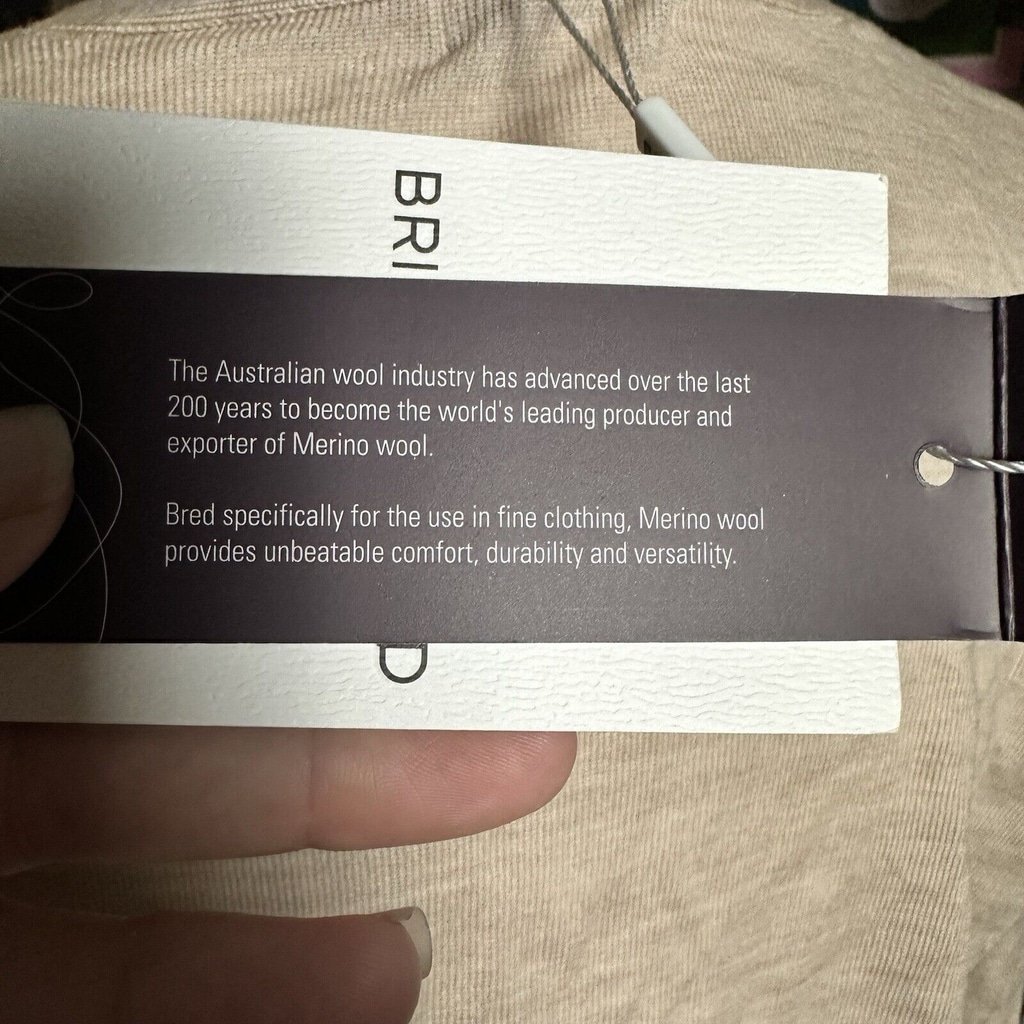 BRI
The Australian wool industry has advanced over the last
200 years to become the world's leading producer and
exporter of Merino wool.
Bred specifically for the use in fine clothing, Merino wool
provides unbeatable comfort, durability and versatility.
D